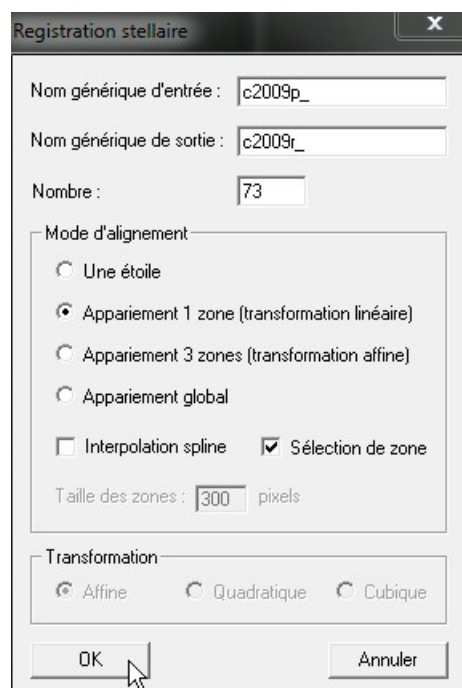 Registration stellaire
x
Nom générique d'entrée : c2009p_
Nom générique de sortie : c2009r_
Nombre : 73
Mode d'alignement
Une étoile
Appariement 1 zone (transformation linéaire)
Appariement 3 zones (transformation affine)
Appariement global
Interpolation spline Sélection de zone
Taille des zones : 300 pixels
Transformation
Affine Quadratique Cubique
OK Annuler